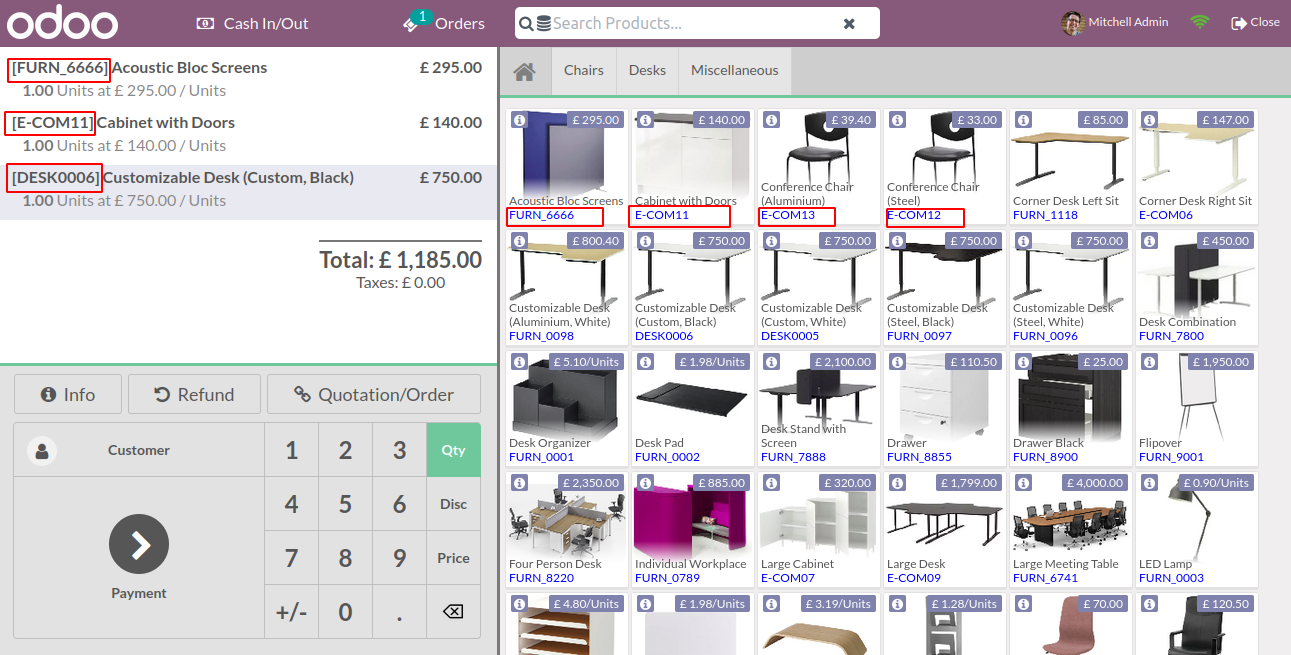 odoo
Cash In/Out
1
Orders
Search Products...
Mitchell Admin
Close
[FURN_6666] Acoustic Bloc Screens £ 295.00
1.00 Units at £ 295.00 / Units
[E-COM11] Cabinet with Doors £ 140.00
1.00 Units at £ 140.00 / Units
[DESK0006] Customizable Desk (Custom, Black) £ 750.00
1.00 Units at £ 750.00 / Units
Total: £ 1,185.00
Taxes: £ 0.00
Info
Refund
Quotation/Order
Customer
1 2 3 Qty
4 5 6 Disc
7 8 9 Price
+/- 0 .
Payment
Chairs
Desks
Miscellaneous
£ 295.00
Acoustic Bloc Screens
FURN_6666
£ 140.00
Cabinet with Doors
E-COM11
£ 39.40
Conference Chair
(Aluminium)
E-COM13
£ 33.00
Conference Chair
(Steel)
E-COM12
£ 85.00
Corner Desk Left Sit
FURN_1118
£ 147.00
Corner Desk Right Sit
E-COM06
£ 800.40
Customizable Desk
(Aluminium, White)
FURN_0098
£ 750.00
Customizable Desk
(Custom, Black)
DESK0006
£ 750.00
Customizable Desk
(Custom, White)
DESK0005
£ 750.00
Customizable Desk
(Steel, Black)
FURN_0097
£ 750.00
Customizable Desk
(Steel, White)
FURN_0096
£ 450.00
Desk Combination
FURN_7800
£ 5.10/Units
Desk Organizer
FURN_0001
£ 1.98/Units
Desk Pad
FURN_0002
£ 2,100.00
Desk Stand with
Screen
FURN_7888
£ 110.50
Drawer
FURN_8855
£ 25.00
Drawer Black
FURN_8900
£ 1,950.00
Flipover
FURN_9001
£ 2,350.00
Four Person Desk
FURN_8220
£ 885.00
Individual Workplace
FURN_0789
£ 320.00
Large Cabinet
E-COM07
£ 1,799.00
Large Desk
E-COM09
£ 4,000.00
Large Meeting Table
FURN_6741
£ 0.90/Units
LED Lamp
FURN_0003
£ 4.80/Units
£ 1.98/Units
£ 3.19/Units
£ 1.28/Units
£ 70.00
£ 120.50